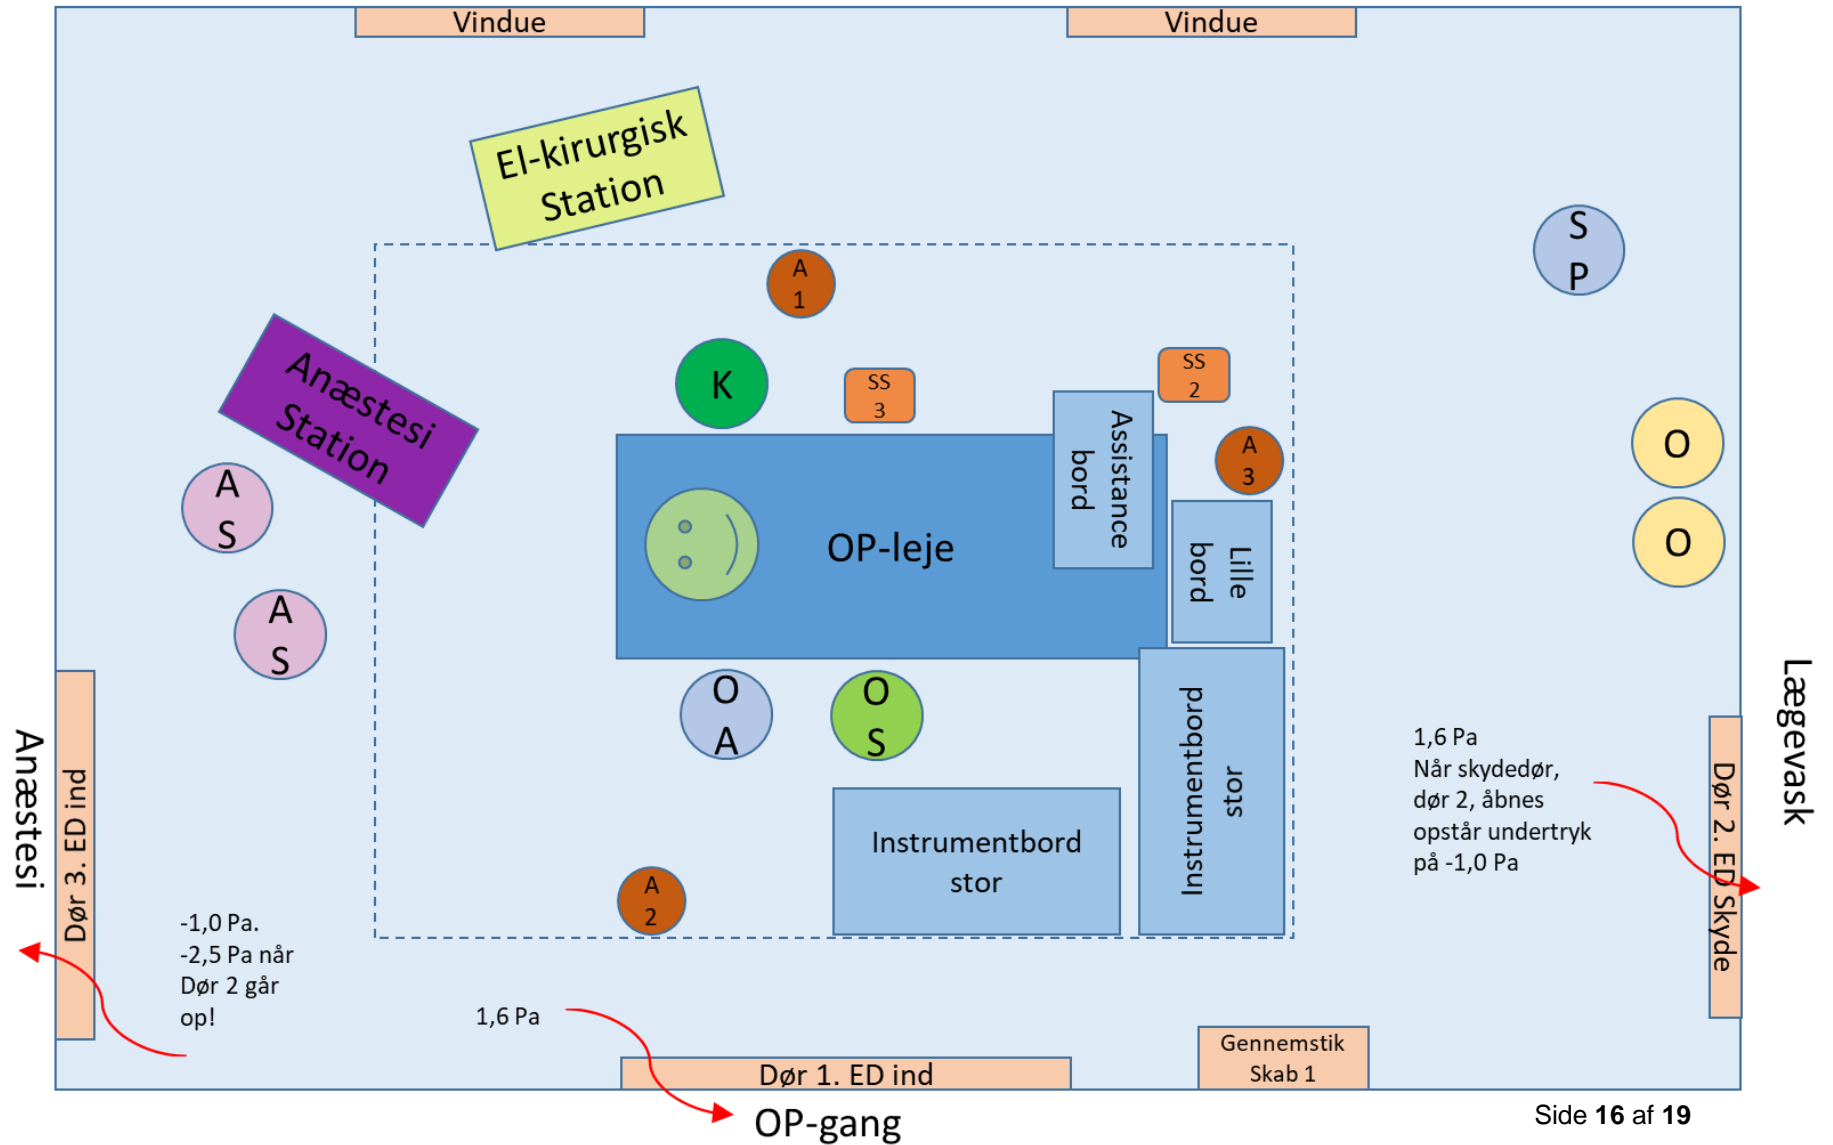 Vindue
Vindue
El-kirurgisk
Station
S
P
A
1
Anæstesi
Station
K
SS
3
SS
2
Assistance
bord
A
3
O
O
A
S
OP-leje
Lille
bord
A
S
O
A
O
S
Instrumentbord
stor
Instrumentbord
stor
A
2
Lægevask
1,6 Pa
Når skydedør,
dør 2, åbnes
opstår undertryk
på -1,0 Pa
Dør 2. ED Skyde
Anæstesi
Dør 3. ED ind
-1,0 Pa.
-2,5 Pa når
Dør 2 går
op!
1,6 Pa
Gennemstik
Skab 1
Dør 1. ED ind
OP-gang
Side 16 af 19